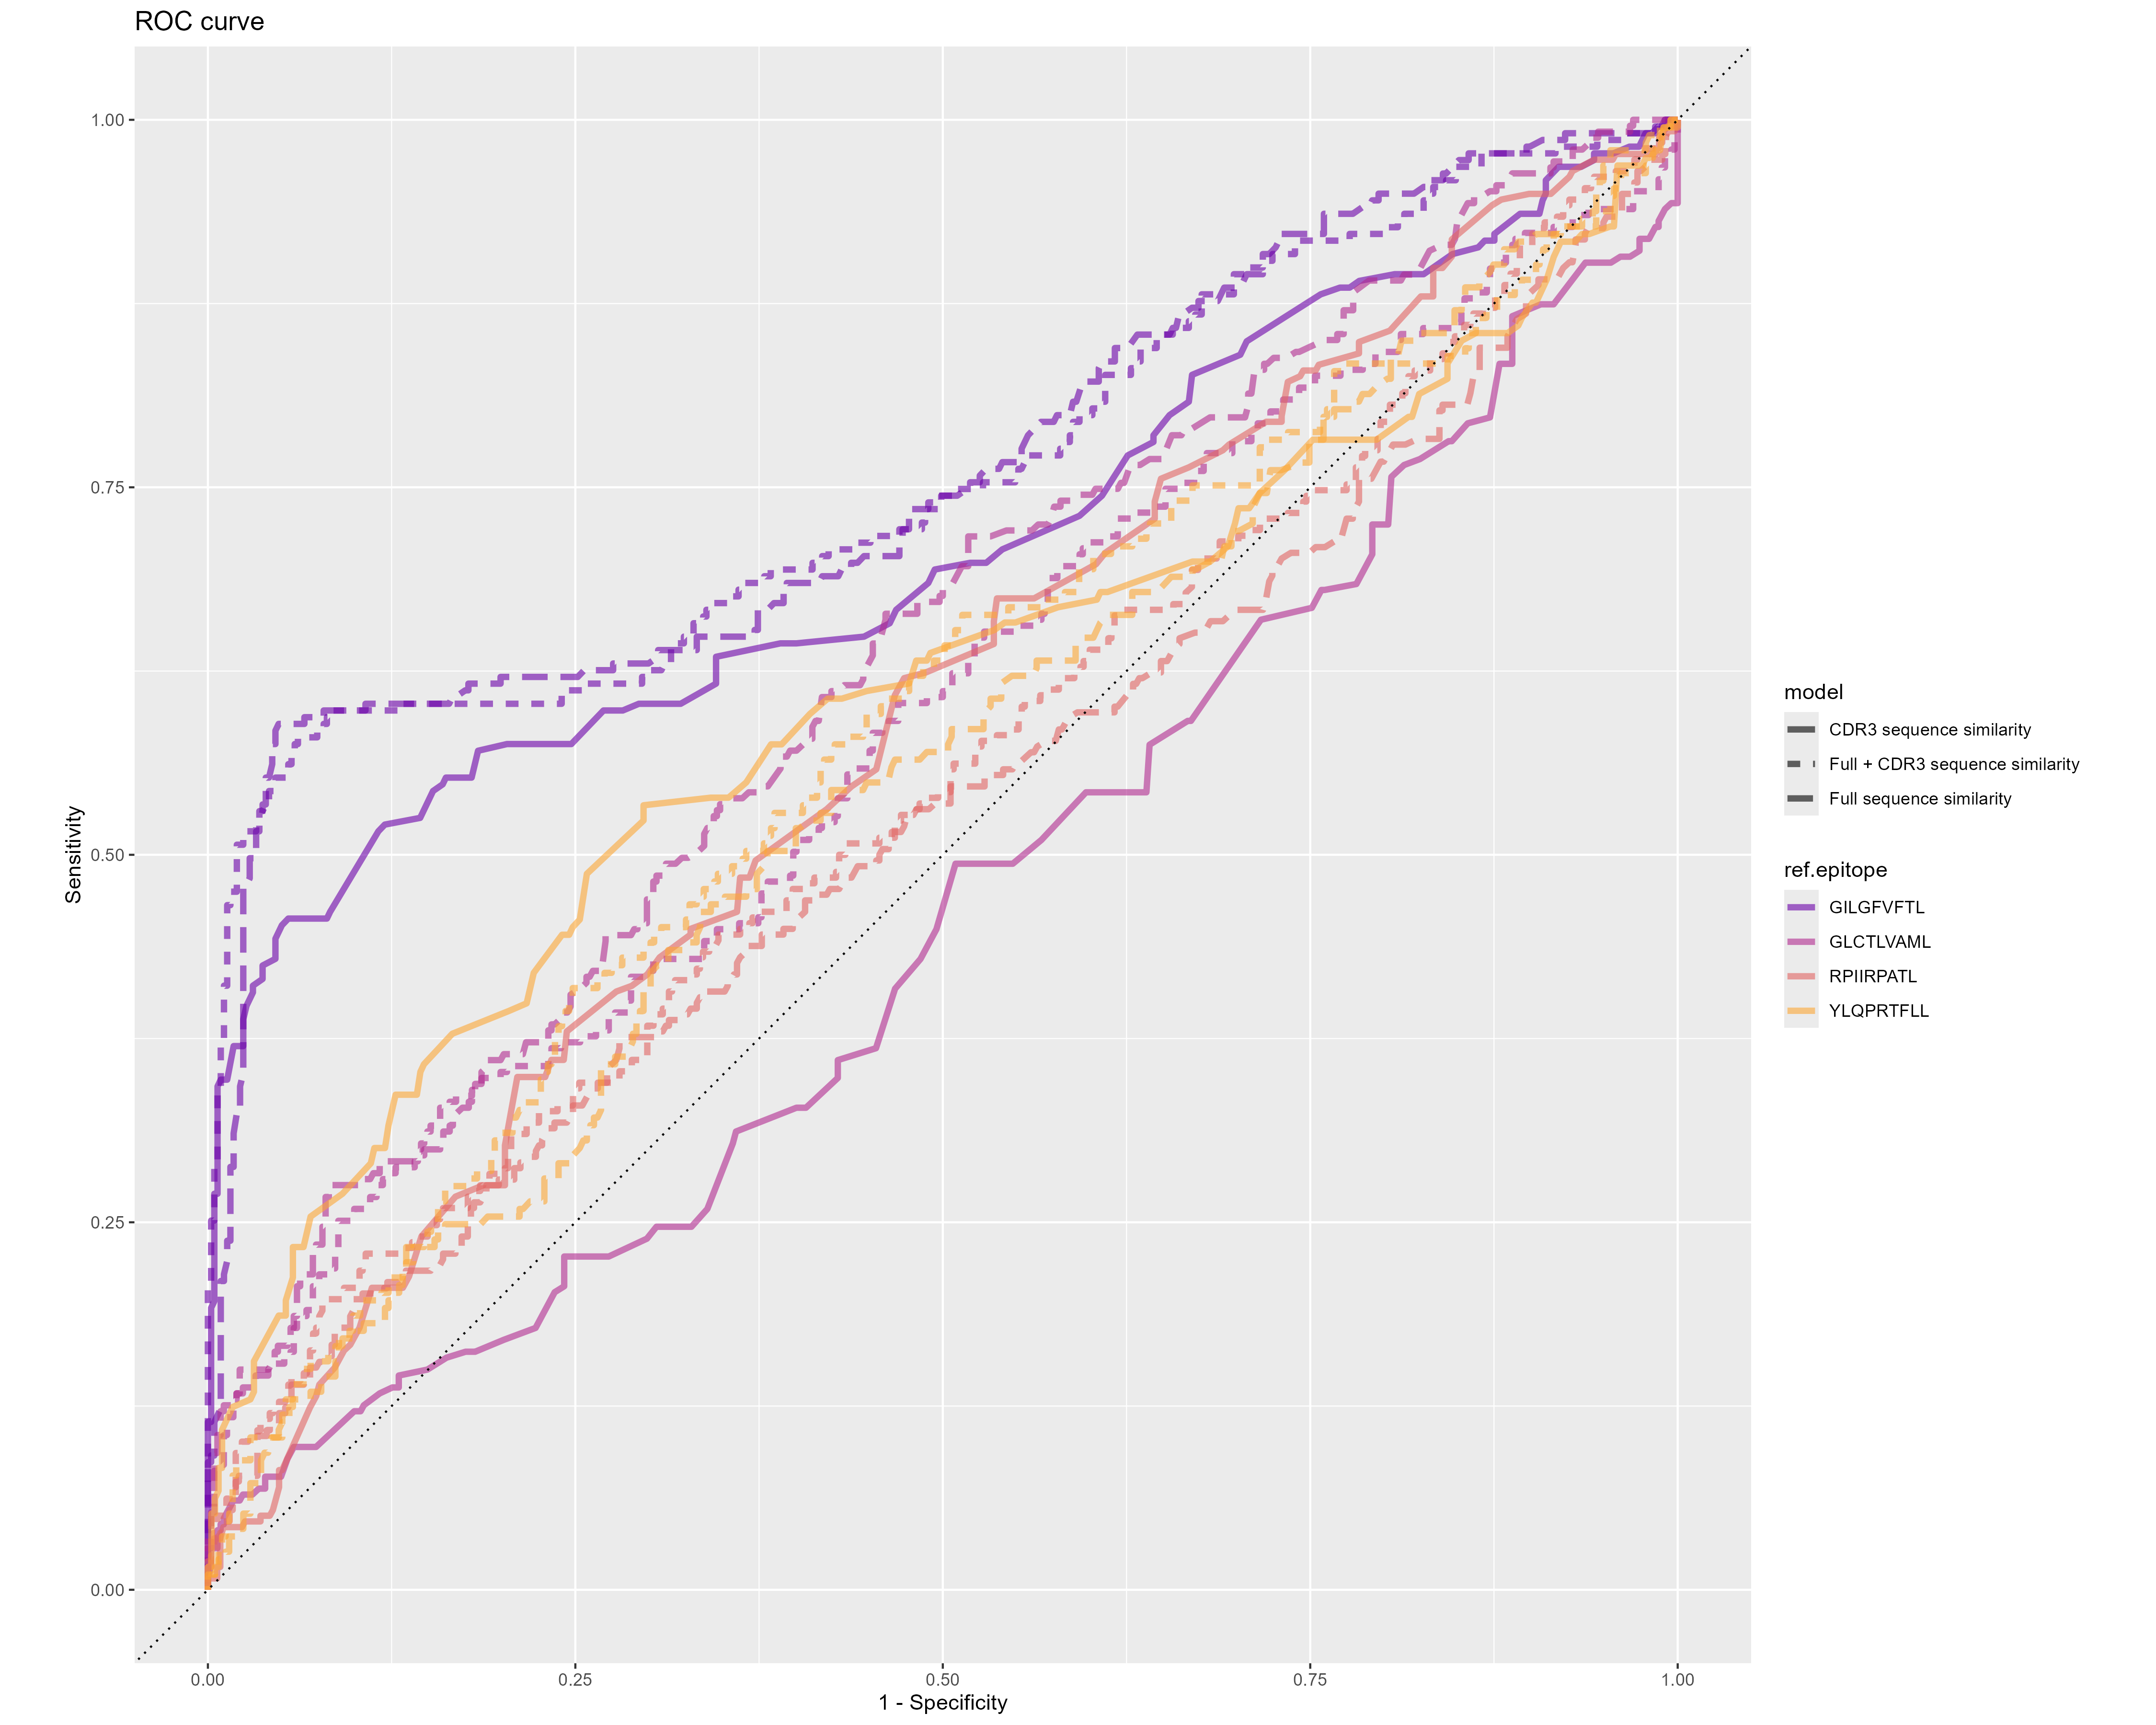 ROC curve
1.00
0.75
0.50
0.25
0.00
Sensitivity
0.00 0.25 0.50 0.75 1.00
1 - Specificity
model
CDR3 sequence similarity
Full + CDR3 sequence similarity
Full sequence similarity
ref.epitope
GILGFVFTL
GLCTLVAML
RPIIRPATL
YLQPRTFLL